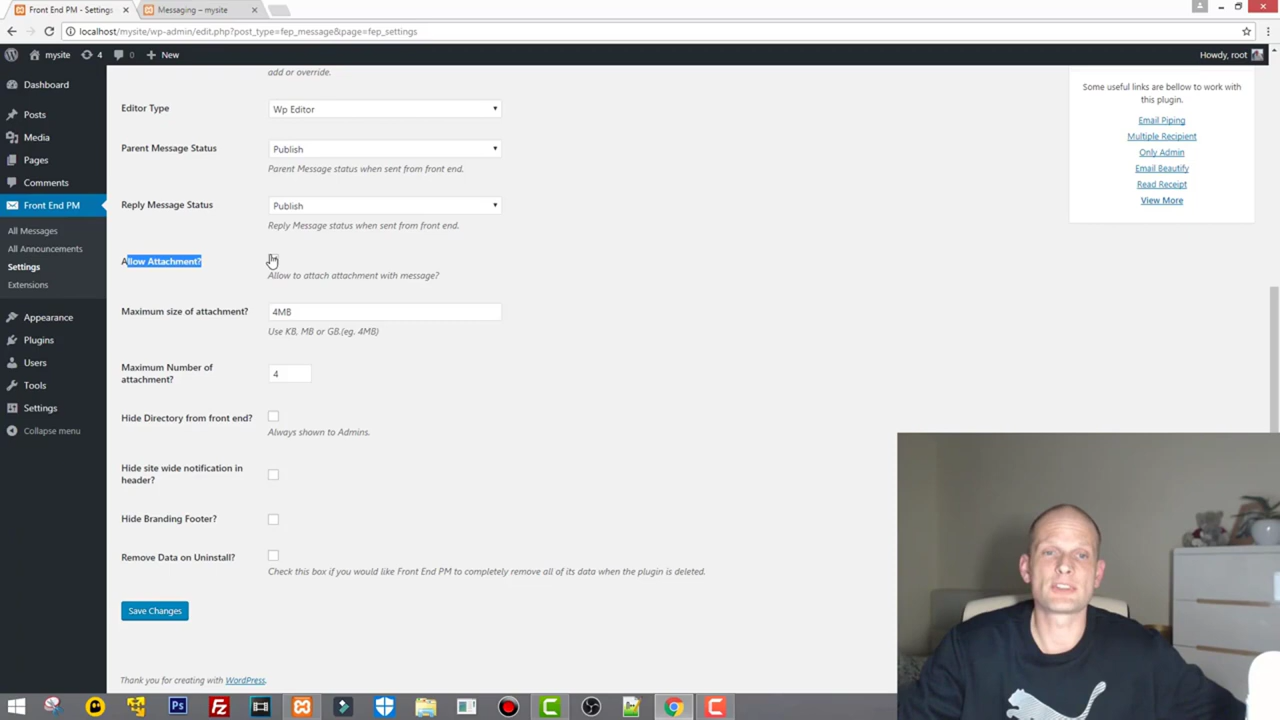 Front End PM - Settings
Messaging – mysite
localhost/mysite/wp-admin/edit.php?post_type=fep_message&page=fep_settings
mysite
4
0
New
Howdy, root
add or override.
Dashboard
Posts
Media
Pages
Comments
Front End PM
All Messages
All Announcements
Settings
Extensions
Appearance
Plugins
Users
Tools
Settings
Collapse menu
Editor Type
Wp Editor
Parent Message Status
Publish
Parent Message status when sent from front end.
Reply Message Status
Publish
Reply Message status when sent from front end.
Allow Attachment?
Allow to attach attachment with message?
Maximum size of attachment?
4MB
Use KB, MB or GB.(eg. 4MB)
Maximum Number of
attachment?
4
Hide Directory from front end?
Always shown to Admins.
Hide site wide notification in
header?
Hide Branding Footer?
Remove Data on Uninstall?
Check this box if you would like Front End PM to completely remove all of its data when the plugin is deleted.
Save Changes
Thank you for creating with WordPress.
Some useful links are bellow to work with
this plugin.
Email Piping
Multiple Recipient
Only Admin
Email Beautify
Read Receipt
View More
Ps